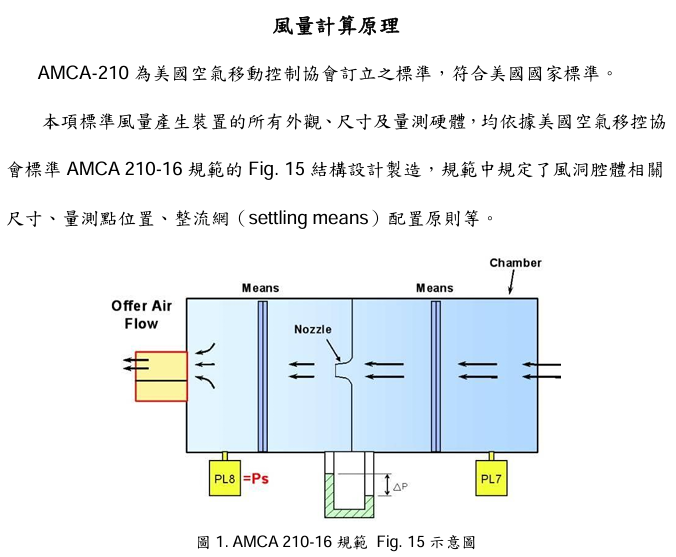 風量計算原理
AMCA-210 為美國空氣移動控制協會訂立之標準，符合美國國家標準。
本項標準風量產生裝置的所有外觀、尺寸及量測硬體，均依據美國空氣移控協
會標準 AMCA 210-16 規範的 Fig. 15 結構設計製造，規範中規定了風洞腔體相關
尺寸、量測點位置、整流網（settling means）配置原則等。
Chamber
Means
Means
Offer Air
Flow
Nozzle
PL8
=Ps
△P
PL7
圖 1. AMCA 210-16 規範 Fig. 15 示意圖